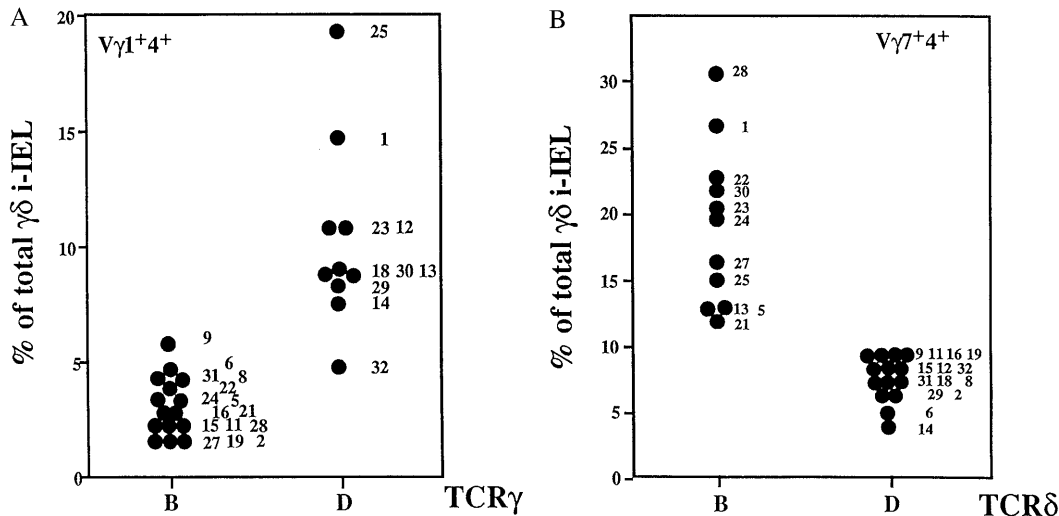 A
Vγ1+4+
% of total γδ i-IEL
20
15
10
5
0
25
1
23 12
18 30 13
29
14
32
9
6
31 8
22
24 5
16 21
15 11 28
27 19 2
B
D
TCRγ
B
Vγ7+4+
% of total γδ i-IEL
30
25
20
15
10
5
0
28
1
22
30
23
24
27
25
13 5
21
9 11 16 19
15 12 32
31 18 8
29 2
6
14
B
D
TCRδ